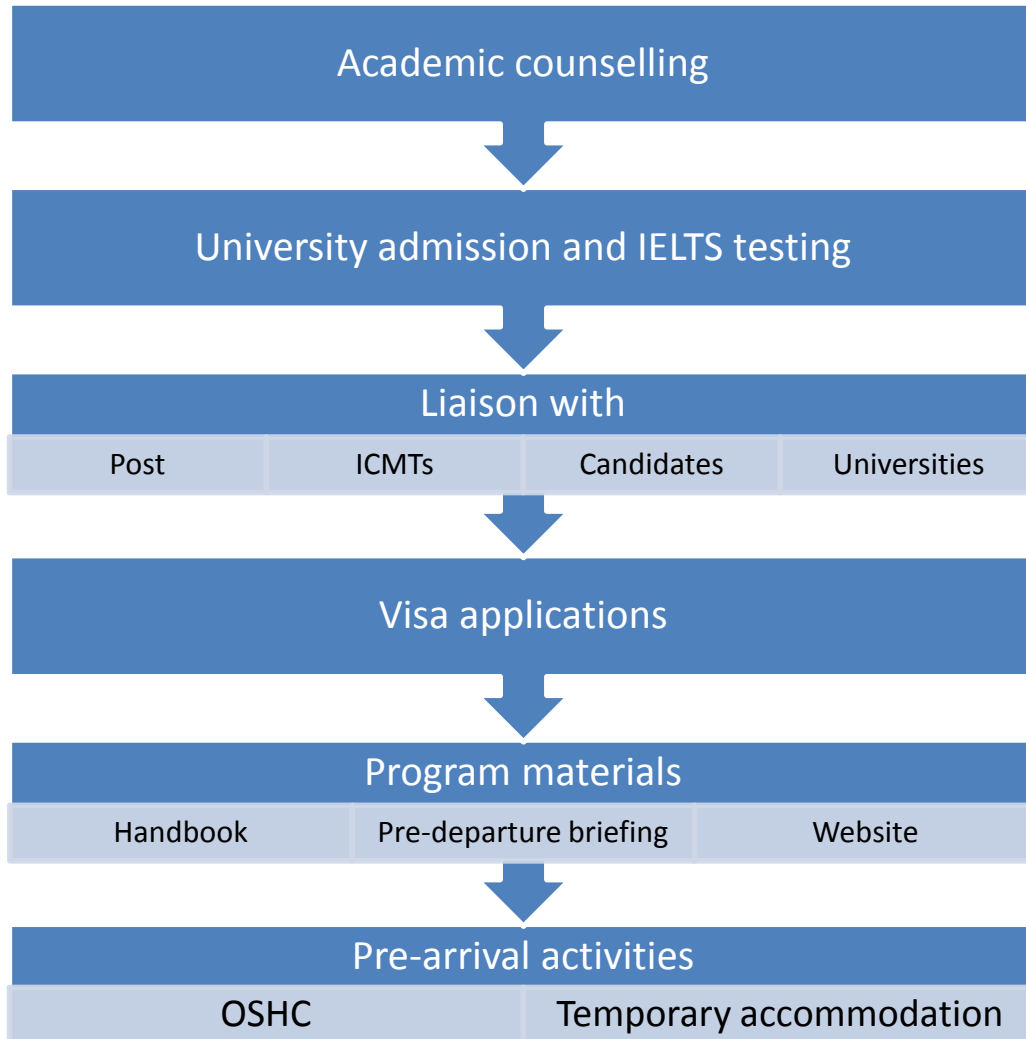 Academic counselling
University admission and IELTS testing
Liaison with
Post ICMTs Candidates Universities
Visa applications
Program materials
Handbook Pre-departure briefing Website
Pre-arrival activities
OSHC Temporary accommodation